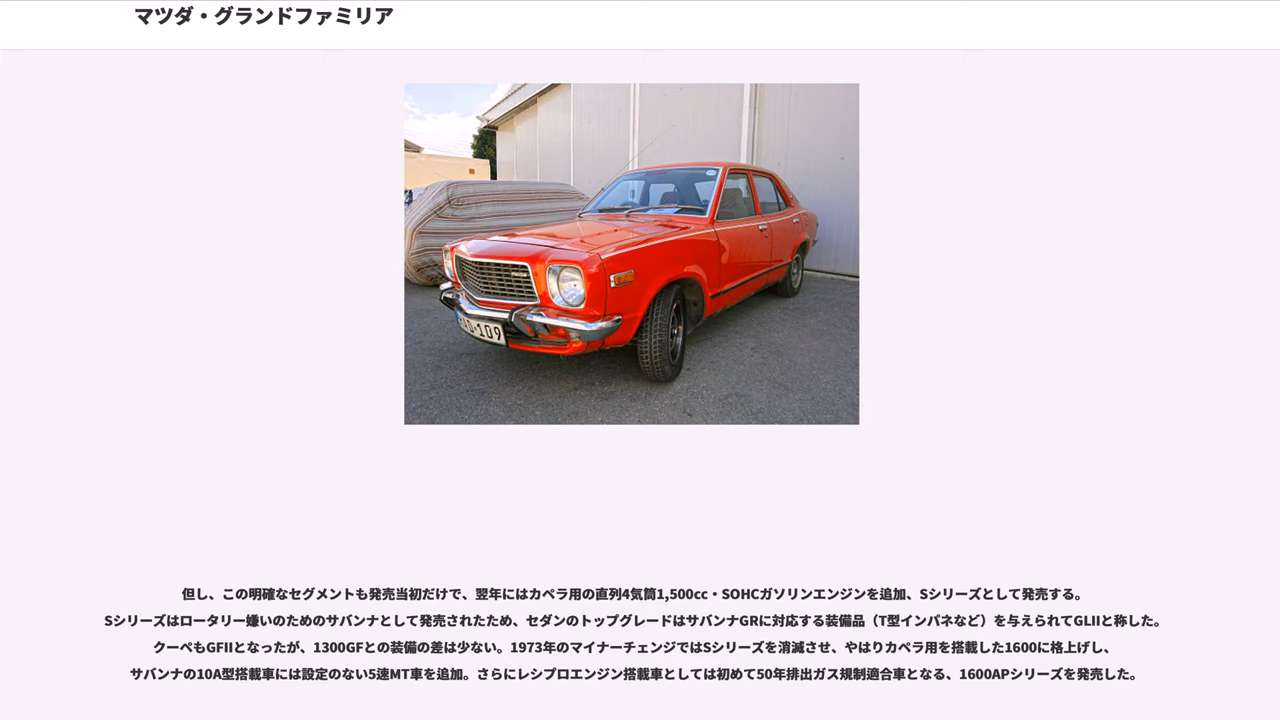 マツダ・グランドファミリア
AD-109
但し、この明確なセグメントも発売当初だけで、翌年にはカペラ用の直列4気筒1,500cc・SOHCガソリンエンジンを追加、Sシリーズとして発売する。
Sシリーズはロータリー嫌いのためのサバンナとして発売されたため、セダンのトップグレードはサバンナGRに対応する装備品（T型インパネなど）を与えられてGLIIと称した。
クーペもGFIIとなったが、1300GFとの装備の差は少ない。1973年のマイナーチェンジではSシリーズを消滅させ、やはりカペラ用を搭載した1600に格上げし、
サバンナの10A型搭載車には設定のない5速MT車を追加。さらにレシプロエンジン搭載車としては初めて50年排出ガス規制適合車となる、1600APシリーズを発売した。